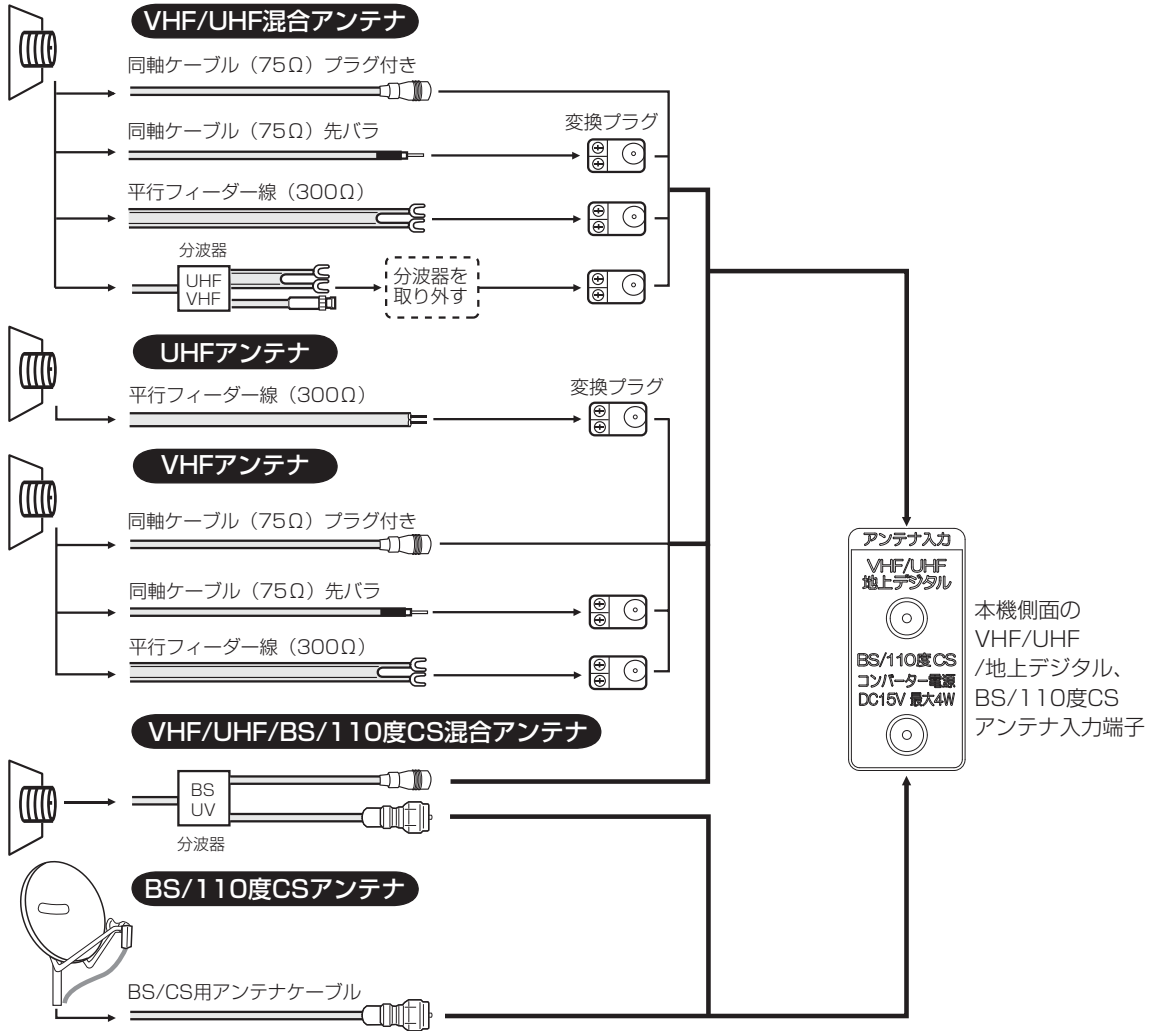 VHF/UHF混合アンテナ
同軸ケーブル（75Ω）プラグ付き
同軸ケーブル（75Ω）先バラ
変換プラグ
平行フィーダー線（300Ω）
分波器
UHF
VHF
分波器を
取り外す
UHFアンテナ
平行フィーダー線（300Ω）
変換プラグ
VHFアンテナ
同軸ケーブル（75Ω）プラグ付き
同軸ケーブル（75Ω）先バラ
平行フィーダー線（300Ω）
VHF/UHF/BS/110度CS混合アンテナ
BS
UV
分波器
BS/110度CSアンテナ
BS/CS用アンテナケーブル
アンテナ入力
VHF/UHF
地上デジタル
BS/110度CS
コンバーター電源
DC15V 最大4W
本機側面の
VHF/UHF
/地上デジタル、
BS/110度CS
アンテナ入力端子